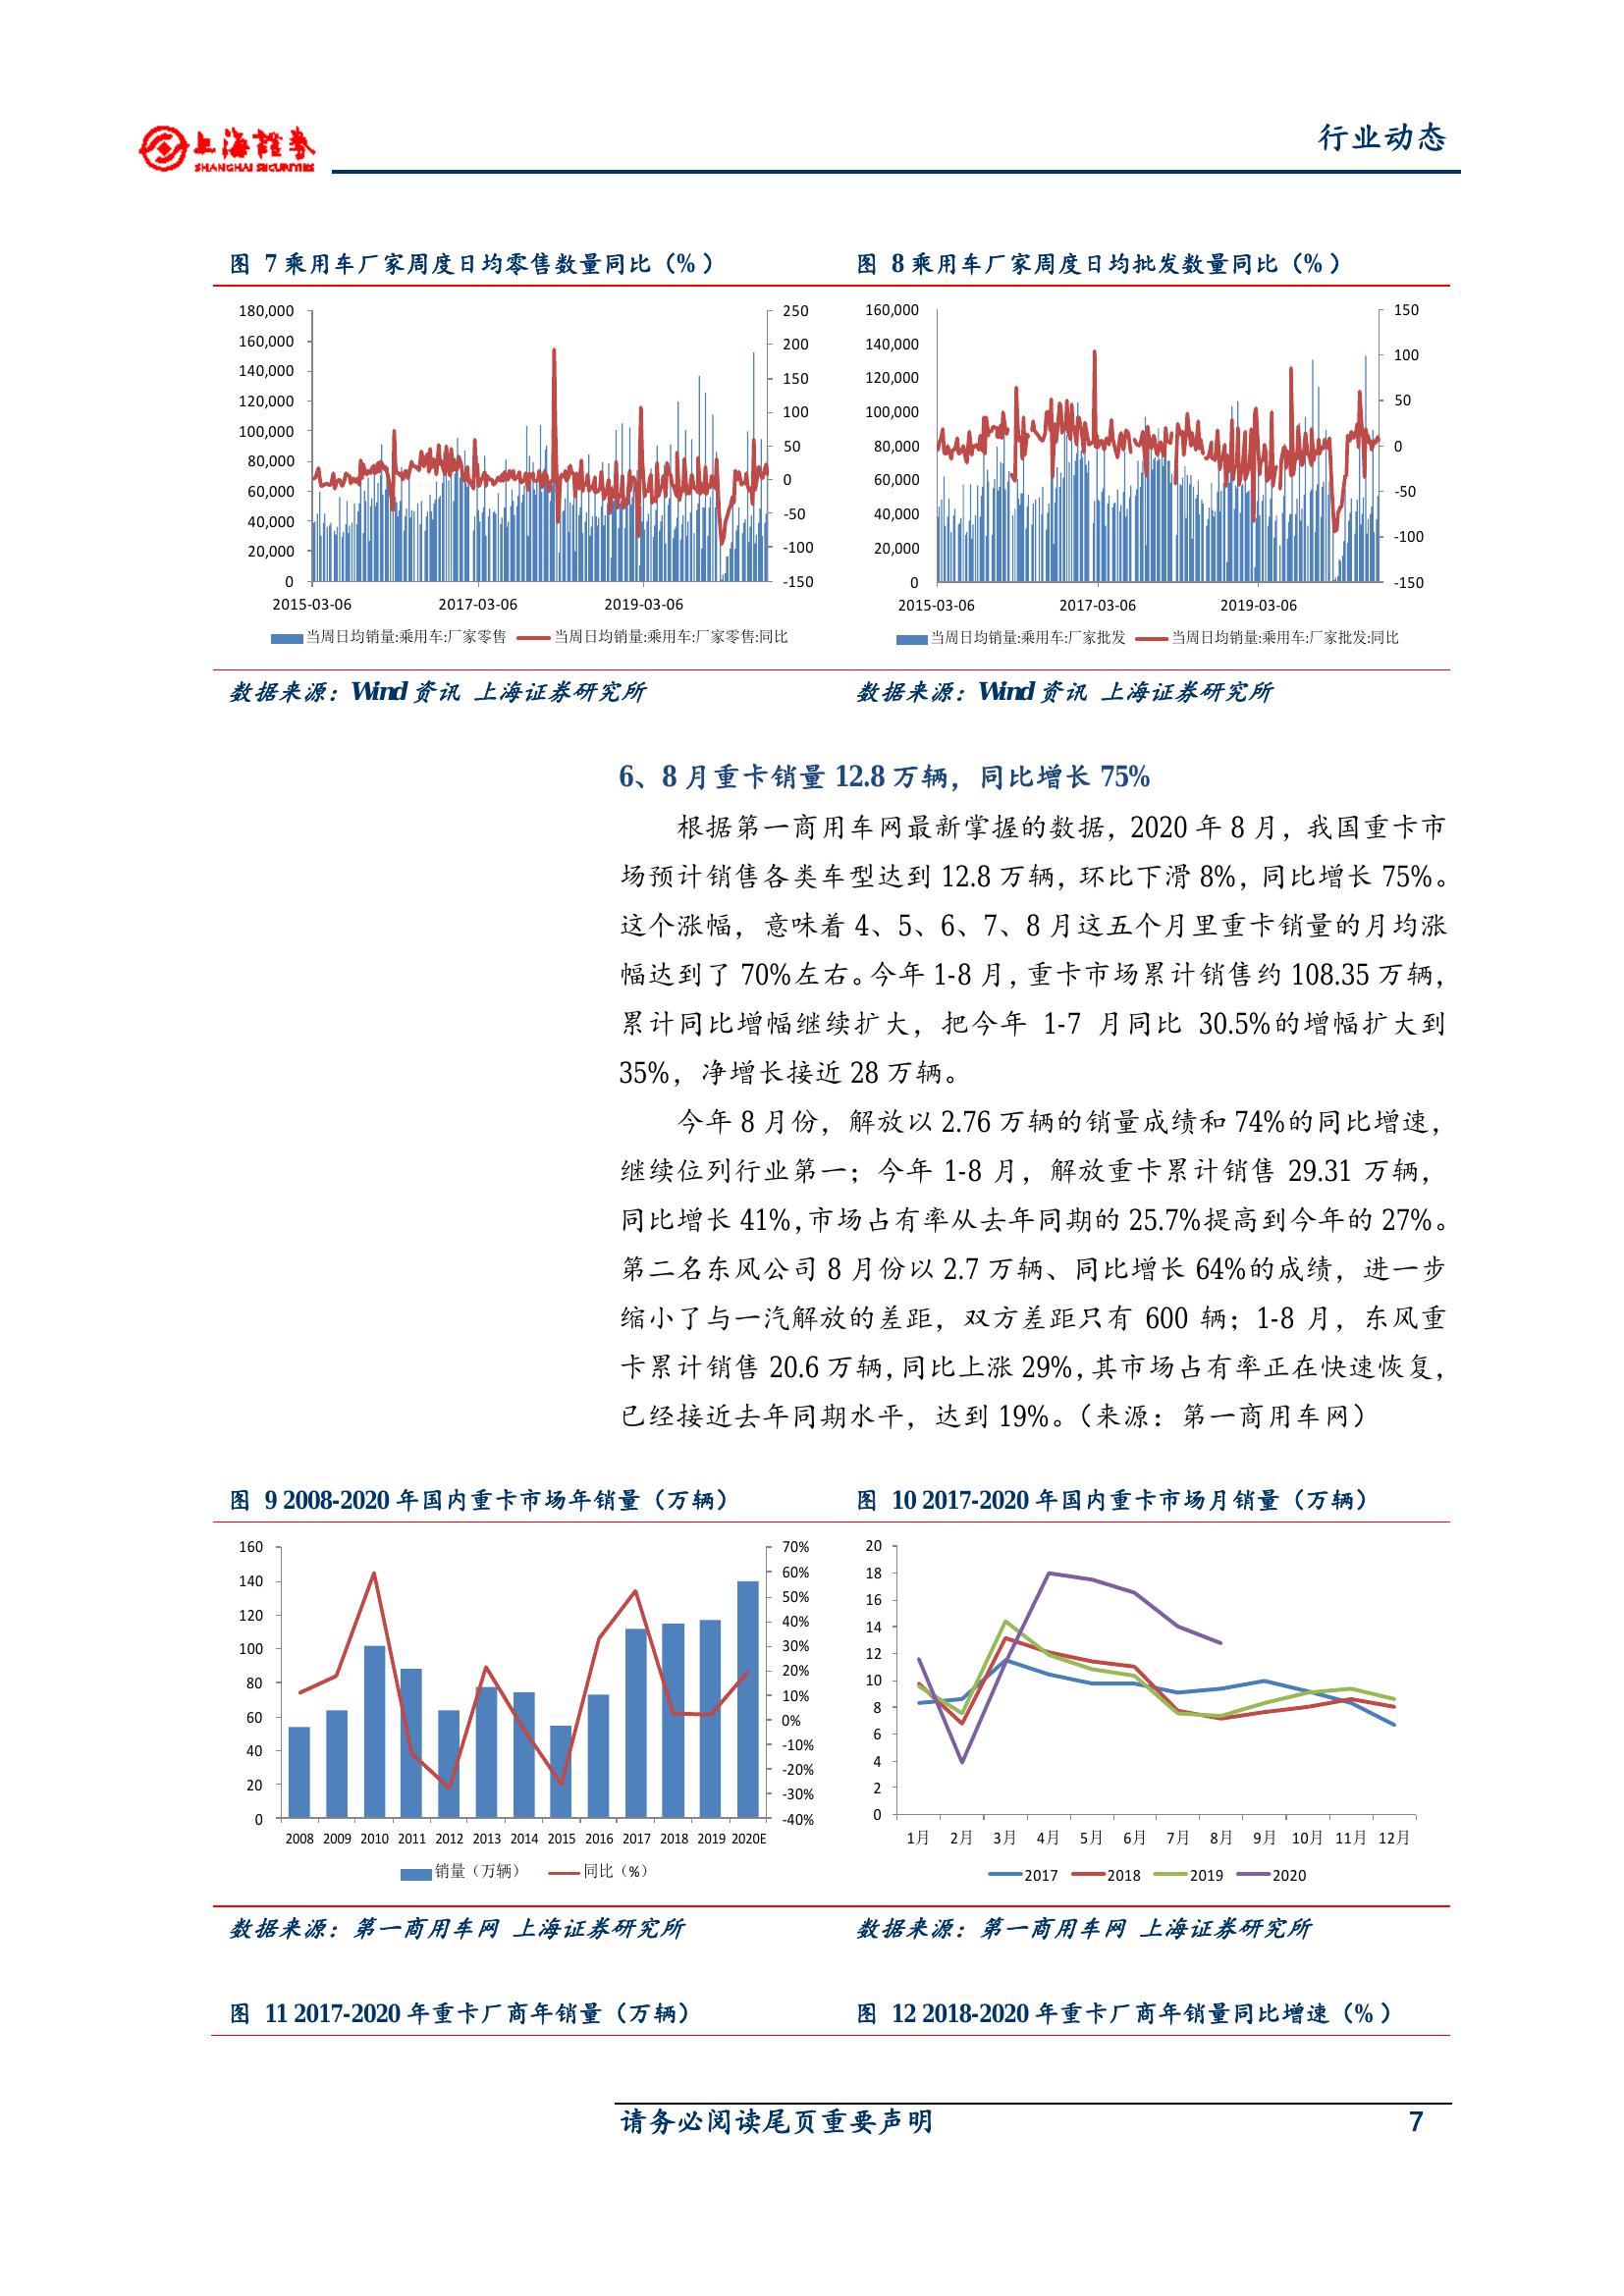 上海證券
SHANGHAI SECURITIES
行业动态
图 7 乘用车厂家周度日均零售数量同比（%）
图 8 乘用车厂家周度日均批发数量同比（%）
180,000
160,000
140,000
120,000
100,000
80,000
60,000
40,000
20,000
0
250
200
150
100
50
0
-50
-100
-150
2015-03-06 2017-03-06 2019-03-06
当周日均销量:乘用车:厂家零售 当周日均销量:乘用车:厂家零售:同比
160,000
140,000
120,000
100,000
80,000
60,000
40,000
20,000
0
150
100
50
0
-50
-100
-150
2015-03-06 2017-03-06 2019-03-06
当周日均销量:乘用车:厂家批发 当周日均销量:乘用车:厂家批发:同比
数据来源：Wind 资讯 上海证券研究所
数据来源：Wind 资讯 上海证券研究所
6、8 月重卡销量 12.8 万辆，同比增长 75%
根据第一商用车网最新掌握的数据，2020 年 8 月，我国重卡市
场预计销售各类车型达到 12.8 万辆，环比下滑 8%，同比增长 75%。
这个涨幅，意味着 4、5、6、7、8 月这五个月里重卡销量的月均涨
幅达到了 70%左右。今年 1-8 月，重卡市场累计销售约 108.35 万辆，
累计同比增幅继续扩大，把今年 1-7 月同比 30.5%的增幅扩大到
35%，净增长接近 28 万辆。
今年 8 月份，解放以 2.76 万辆的销量成绩和 74%的同比增速，
继续位列行业第一；今年 1-8 月，解放重卡累计销售 29.31 万辆，
同比增长 41%，市场占有率从去年同期的 25.7%提高到今年的 27%。
第二名东风公司 8 月份以 2.7 万辆、同比增长 64%的成绩，进一步
缩小了与一汽解放的差距，双方差距只有 600 辆；1-8 月，东风重
卡累计销售 20.6 万辆，同比上涨 29%，其市场占有率正在快速恢复，
已经接近去年同期水平，达到 19%。（来源：第一商用车网）
图 9 2008-2020 年国内重卡市场年销量（万辆）
图 10 2017-2020 年国内重卡市场月销量（万辆）
160
140
120
100
80
60
40
20
0
70%
60%
50%
40%
30%
20%
10%
0%
-10%
-20%
-30%
-40%
2008 2009 2010 2011 2012 2013 2014 2015 2016 2017 2018 2019 2020E
销量（万辆） 同比（%）
20
18
16
14
12
10
8
6
4
2
0
1月 2月 3月 4月 5月 6月 7月 8月 9月 10月 11月 12月
2017 2018 2019 2020
数据来源：第一商用车网 上海证券研究所
数据来源：第一商用车网 上海证券研究所
图 11 2017-2020 年重卡厂商年销量（万辆）
图 12 2018-2020 年重卡厂商年销量同比增速（%）
请务必阅读尾页重要声明
7